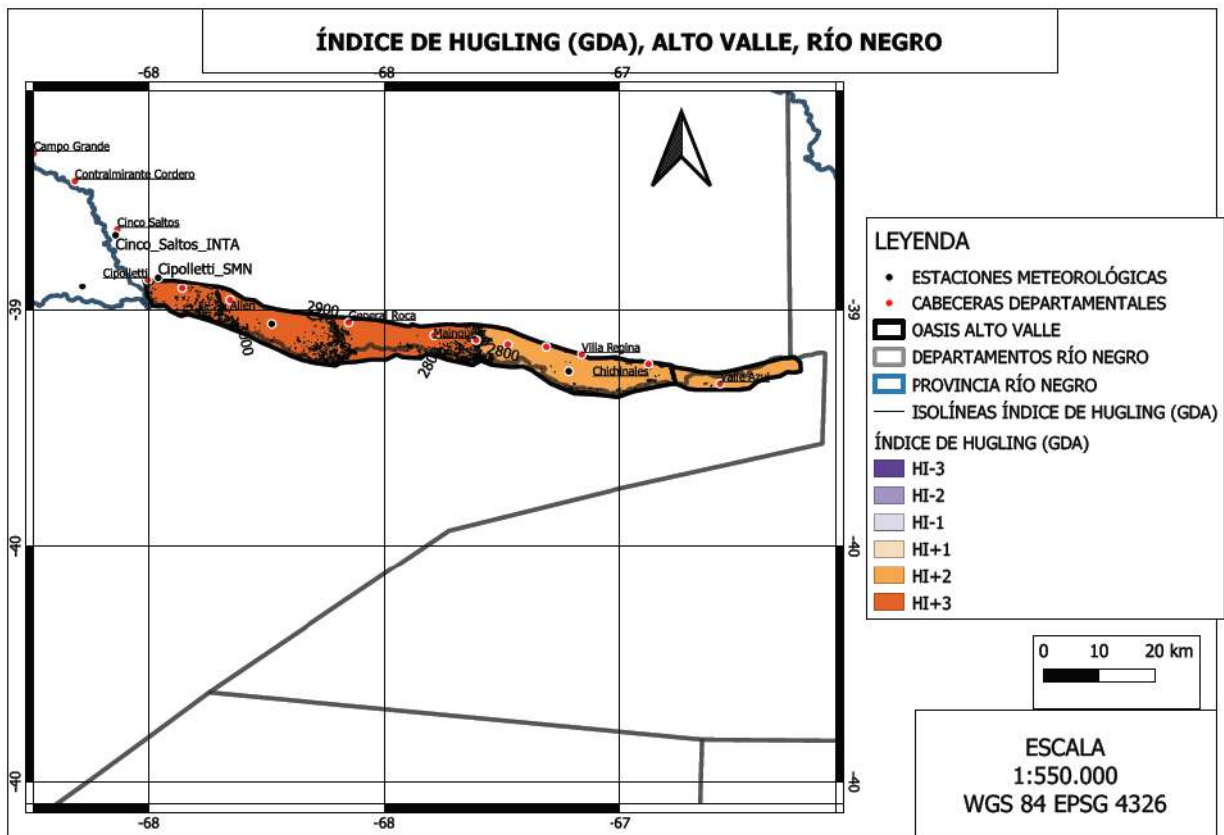 ÍNDICE DE HUGLING (GDA), ALTO VALLE, RÍO NEGRO
-68
-68
-67
Campo Grande
Contralmirante Cordero
Cinco Saltos
Cinco_Saltos_INTA
Cipolletti
Cipolletti_SMN
-39
-39
Allen
2900
General Roca
Mainqué
2800
Villa Regina
Chichinales
Valle Azul
-40
-40
-40
-40
-68
-68
-67
LEYENDA
ESTACIONES METEOROLÓGICAS
CABECERAS DEPARTAMENTALES
OASIS ALTO VALLE
DEPARTAMENTOS RÍO NEGRO
PROVINCIA RÍO NEGRO
ISOLÍNEAS ÍNDICE DE HUGLING (GDA)
ÍNDICE DE HUGLING (GDA)
HI-3
HI-2
HI-1
HI+1
HI+2
HI+3
0 10 20 km
ESCALA
1:550.000
WGS 84 EPSG 4326